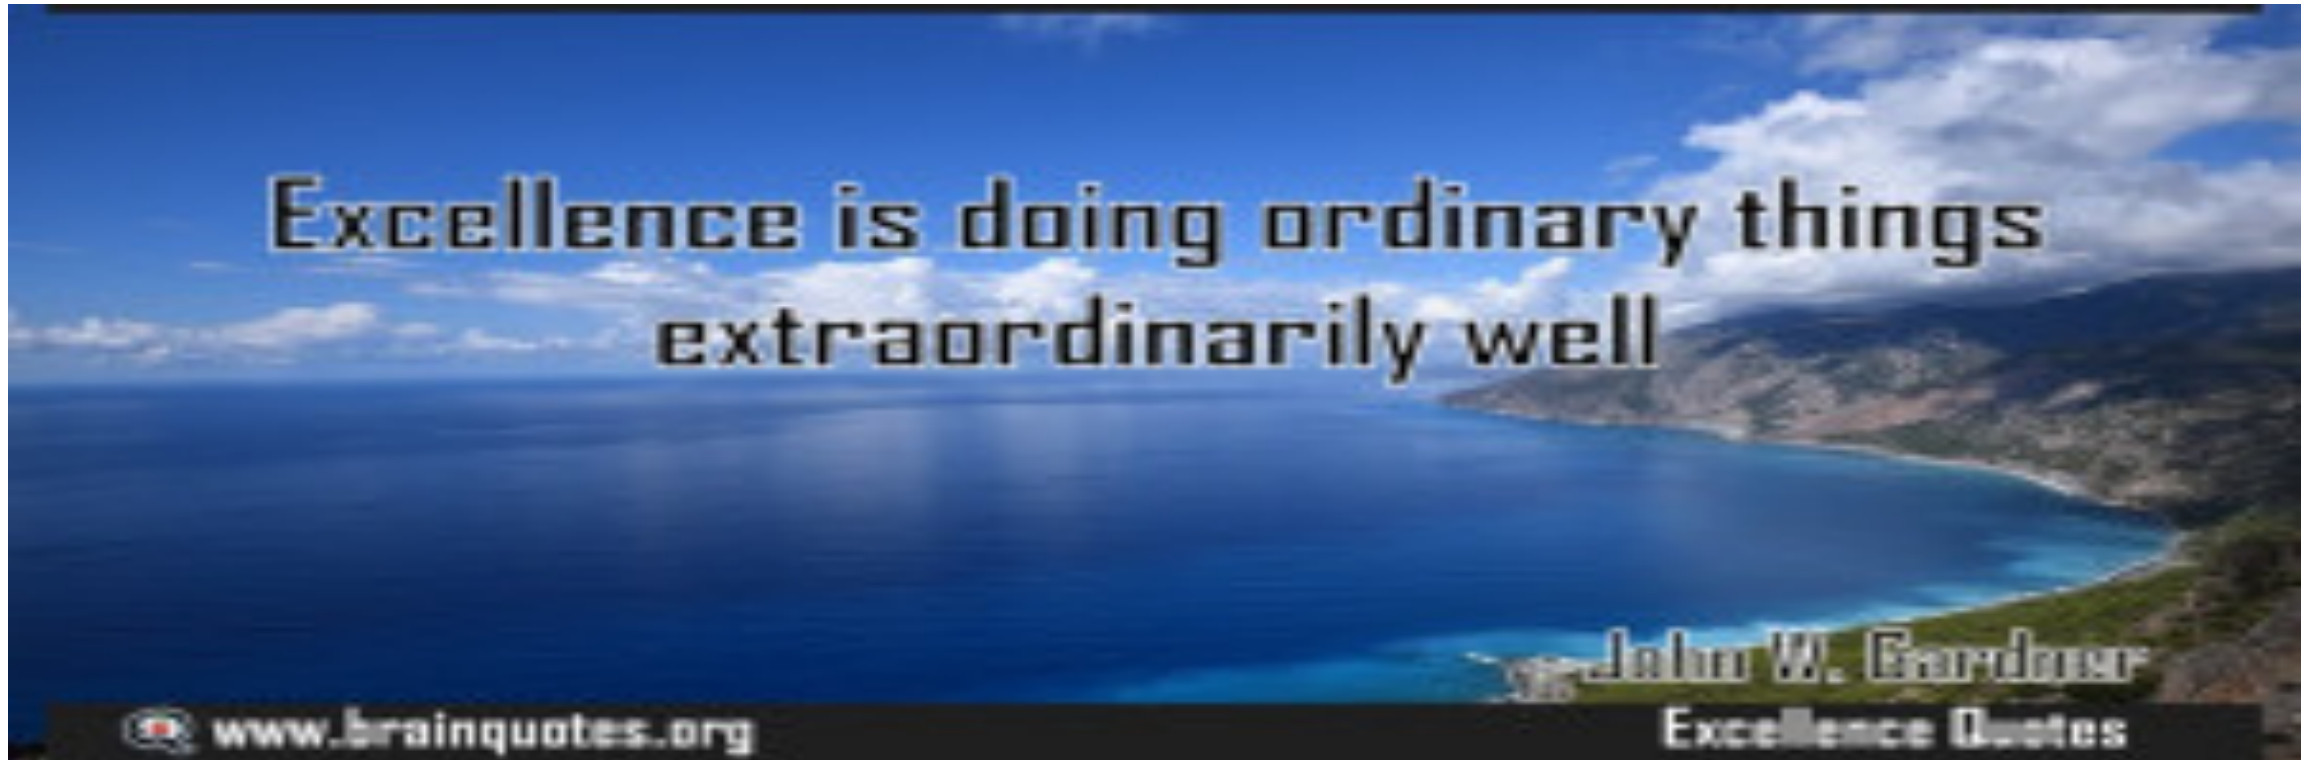 Excellence is doing ordinary things
extraordinarily well
John W. Gardner
www.brainquotes.org
Excellence Quotes